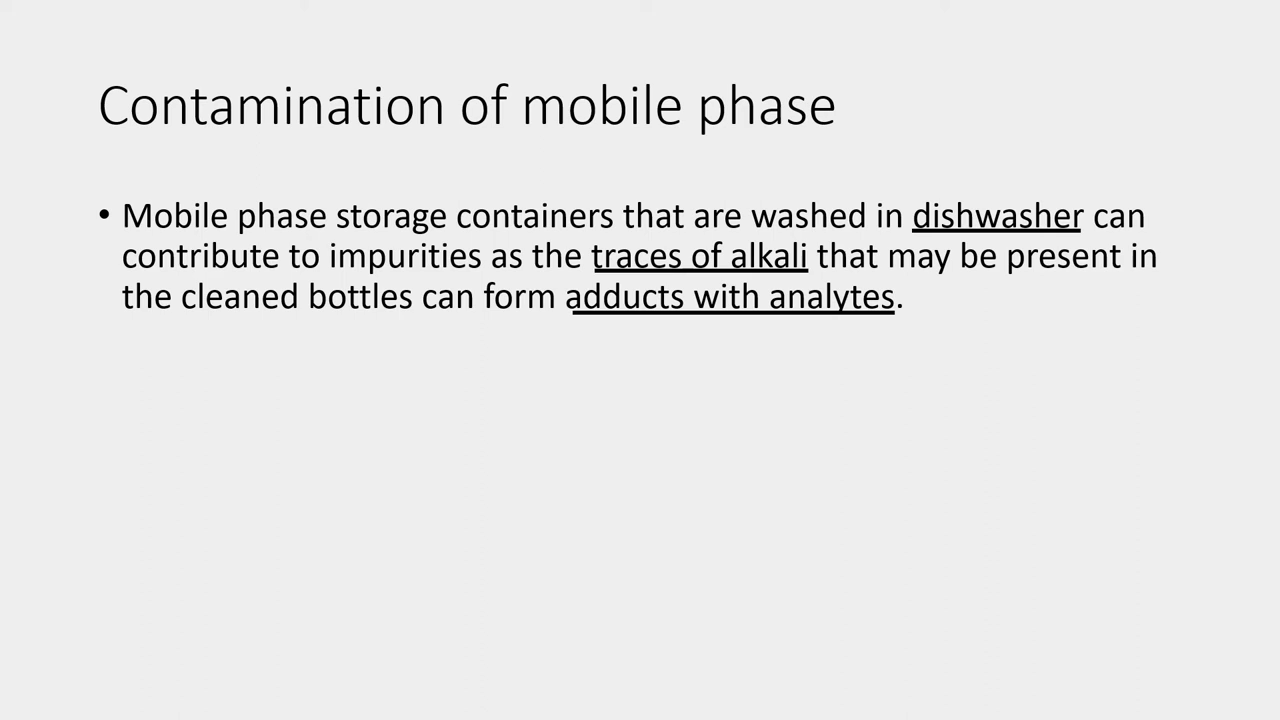 Contamination of mobile phase
• Mobile phase storage containers that are washed in dishwasher can
contribute to impurities as the traces of alkali that may be present in
the cleaned bottles can form adducts with analytes.